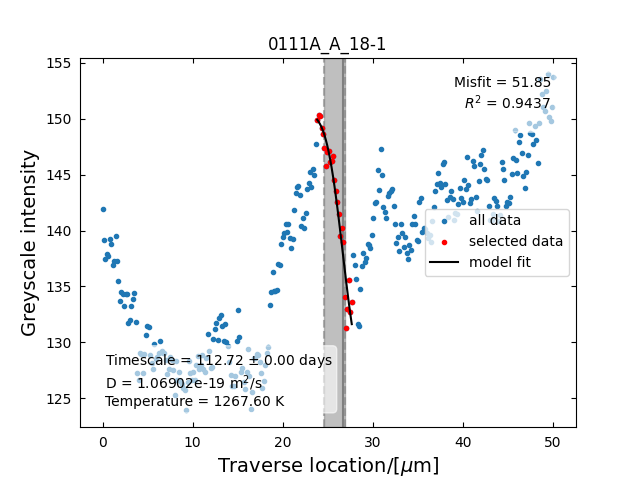 0111A_A_18-1
Misfit = 51.85
R² = 0.9437
155
150
145
140
135
130
125
Greyscale intensity
all data
selected data
model fit
Timescale = 112.72 ± 0.00 days
D = 1.06902e-19 m²/s
Temperature = 1267.60 K
0 10 20 30 40 50
Traverse location/[μm]